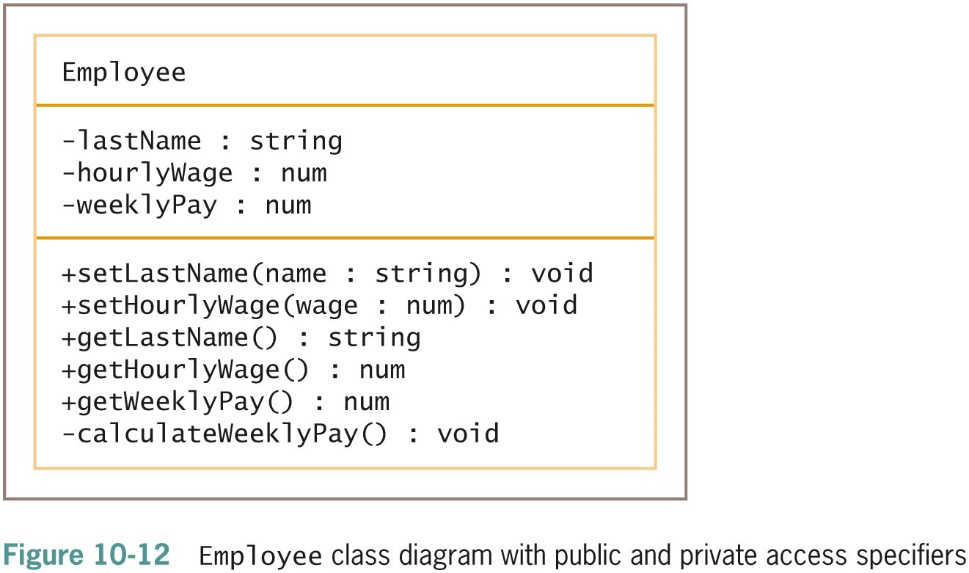 Employee
-lastName : string
-hourlyWage : num
-weeklyPay : num
+setLastName(name : string) : void
+setHourlyWage(wage : num) : void
+getLastName() : string
+getHourlyWage() : num
+getWeeklyPay() : num
-calculateWeeklyPay() : void
Figure 10-12 Employee class diagram with public and private access specifiers